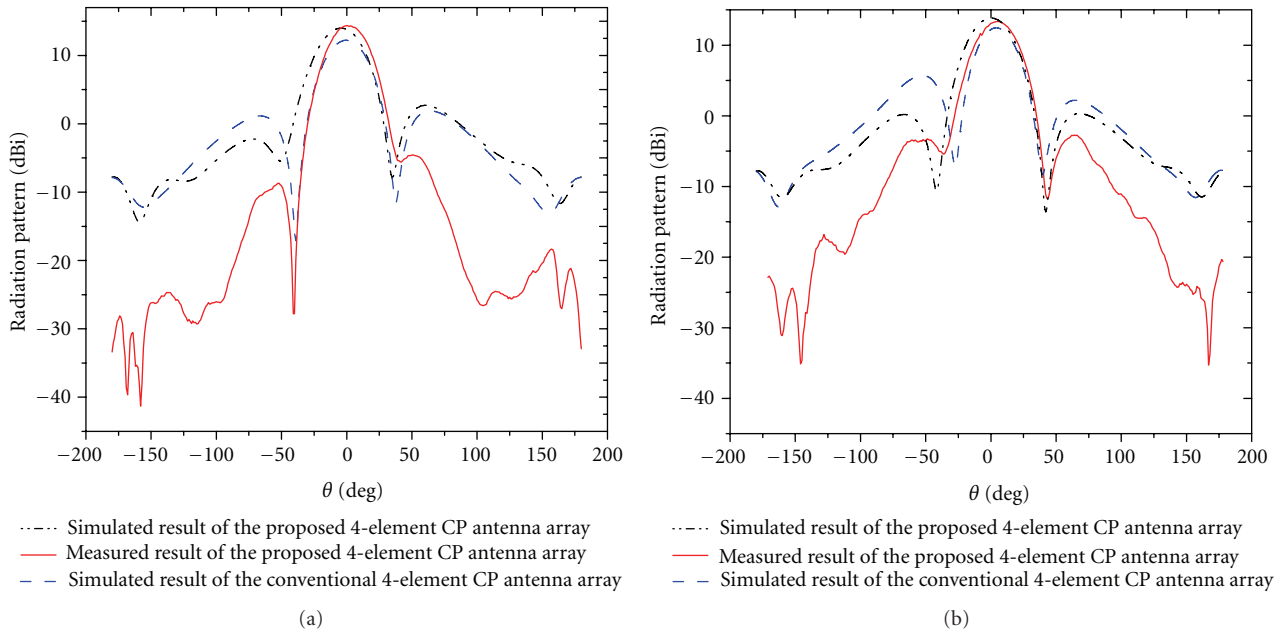 10
0
−10
−20
−30
−40
Radiation pattern (dBi)
−200
−150
−100
−50
0
50
100
150
200
θ (deg)
Simulated result of the proposed 4-element CP antenna array
Measured result of the proposed 4-element CP antenna array
Simulated result of the conventional 4-element CP antenna array
(a)
10
0
−10
−20
−30
−40
Radiation pattern (dBi)
−200
−150
−100
−50
0
50
100
150
200
θ (deg)
Simulated result of the proposed 4-element CP antenna array
Measured result of the proposed 4-element CP antenna array
Simulated result of the conventional 4-element CP antenna array
(b)